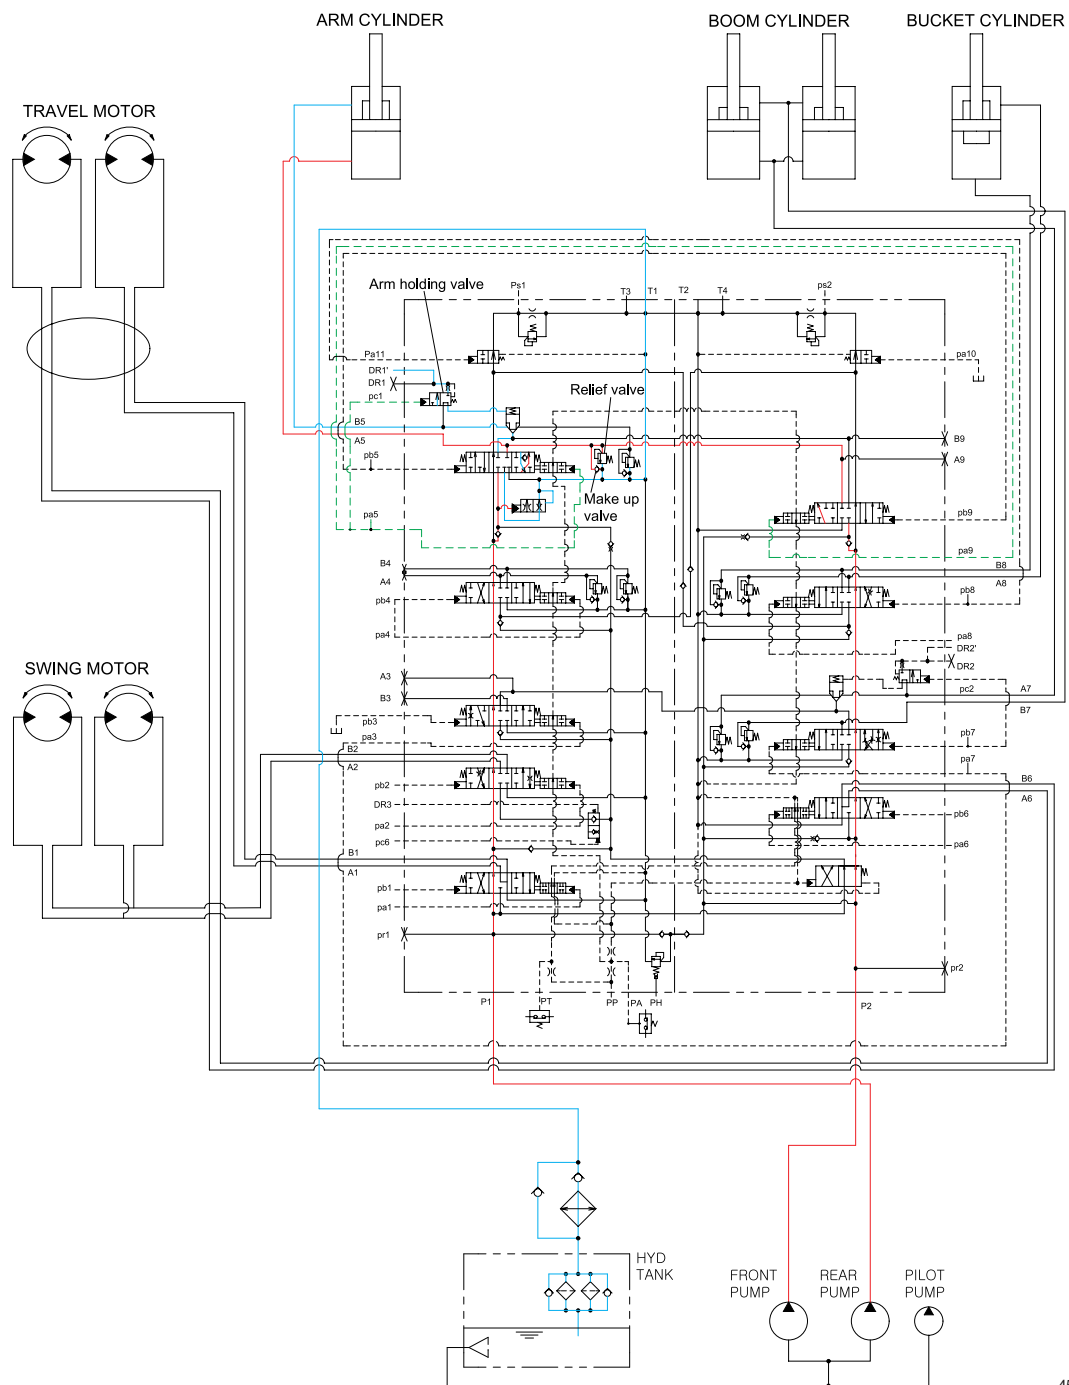 ARM CYLINDER
BOOM CYLINDER
BUCKET CYLINDER
TRAVEL MOTOR
Arm holding valve
Ps1
T3
T1
T2
T4
ps2
Pa11
pa10
DR1'
DR1
pc1
Relief valve
B5
A5
B9
A9
pb5
Make up
valve
pa5
pb9
pa9
B4
A4
B8
A8
pb4
pb8
pa4
pa8
DR2'
DR2
SWING MOTOR
A3
B3
pc2
A7
B7
pb3
pa3
pb7
pa7
B2
A2
B6
A6
pb2
DR3
pa2
pb6
pc6
pa6
B1
A1
pb1
pa1
pr1
pr2
P1
PT
PP
PA
PH
P2
HYD
TANK
FRONT
PUMP
REAR
PUMP
PILOT
PUMP